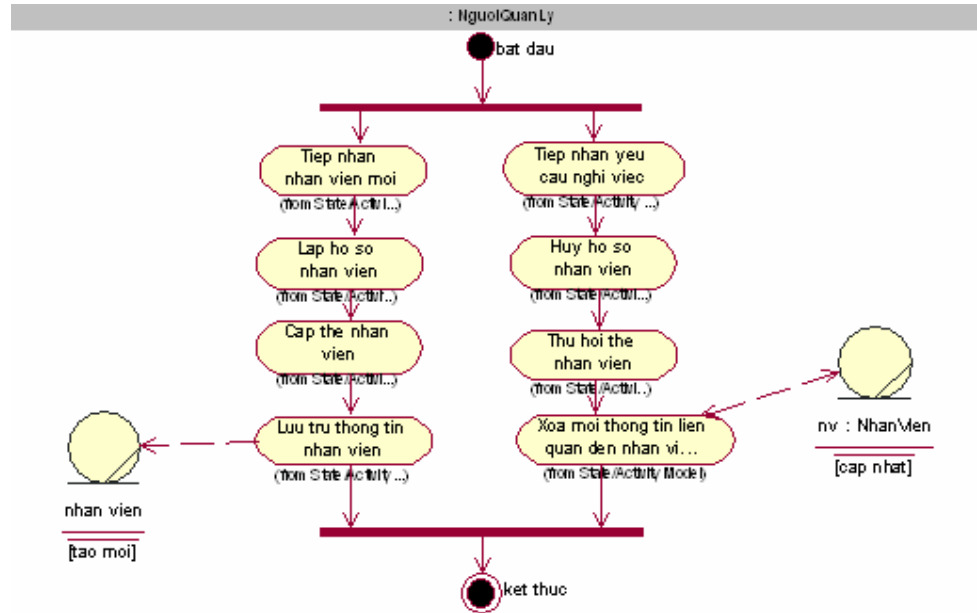 : NguoiQuanLy
bat dau
Tiep nhan
nhan vien moi
(from State/Activi...)
Lap ho so
nhan vien
(from State/Activi...)
Cap the nhan
vien
(from State/Activi...)
Luu tru thong tin
nhan vien
(from State/Activity ...)
nhan vien
[tao moi]
Tiep nhan yeu
cau nghi viec
(from State/Activity ...)
Huy ho so
nhan vien
(from State/Activi...)
Thu hoi the
nhan vien
(from State/Activi...)
Xoa moi thong tin lien
quan den nhan vi...
(from State/Activity Model)
nv : NhanVien
[cap nhat]
ket thuc